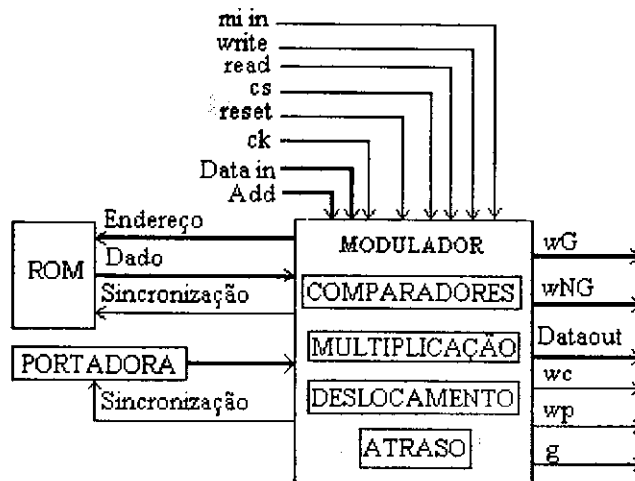 mi in
write
read
cs
reset
ck
Data in
Add
Endereço
ROM
Dado
Sincronização
PORTADORA
Sincronização
MODULADOR
COMPARADORES
MULTIPLICAÇÃO
DESLOCAMENTO
ATRASO
wG
wNG
Dataout
wc
wp
g